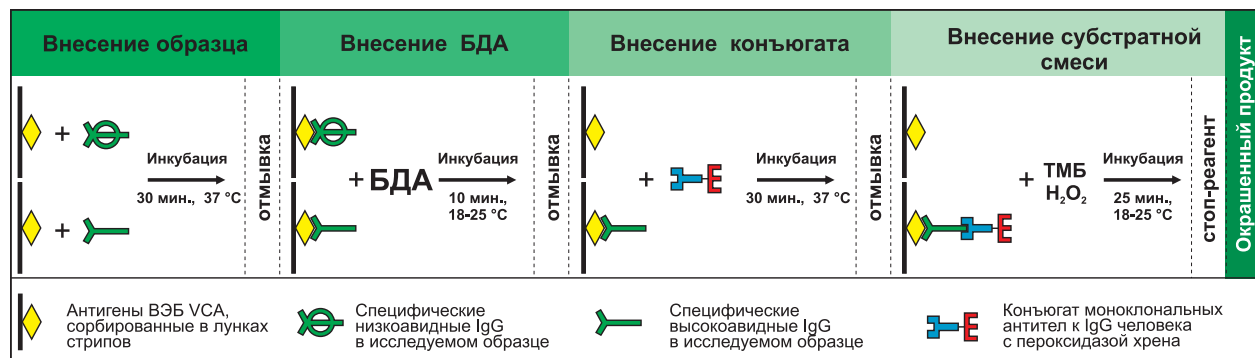 Внесение образца
Внесение БДА
Внесение конъюгата
Внесение субстратной
смеси
+
Инкубация
30 мин., 37 °C
+
отмывка
+ БДА
Инкубация
10 мин.,
18-25 °C
отмывка
+
Инкубация
30 мин., 37 °C
отмывка
+ ТМБ
H₂O₂
Инкубация
25 мин.,
18-25 °C
стоп-реагент
Окрашенный продукт
Антигены ВЭБ VCA,
сорбированные в лунках
стрипов
Специфические
низкоавидные IgG
в исследуемом образце
Специфические
высокоавидные IgG
в исследуемом образце
Конъюгат моноклональных
антител к IgG человека
с пероксидазой хрена